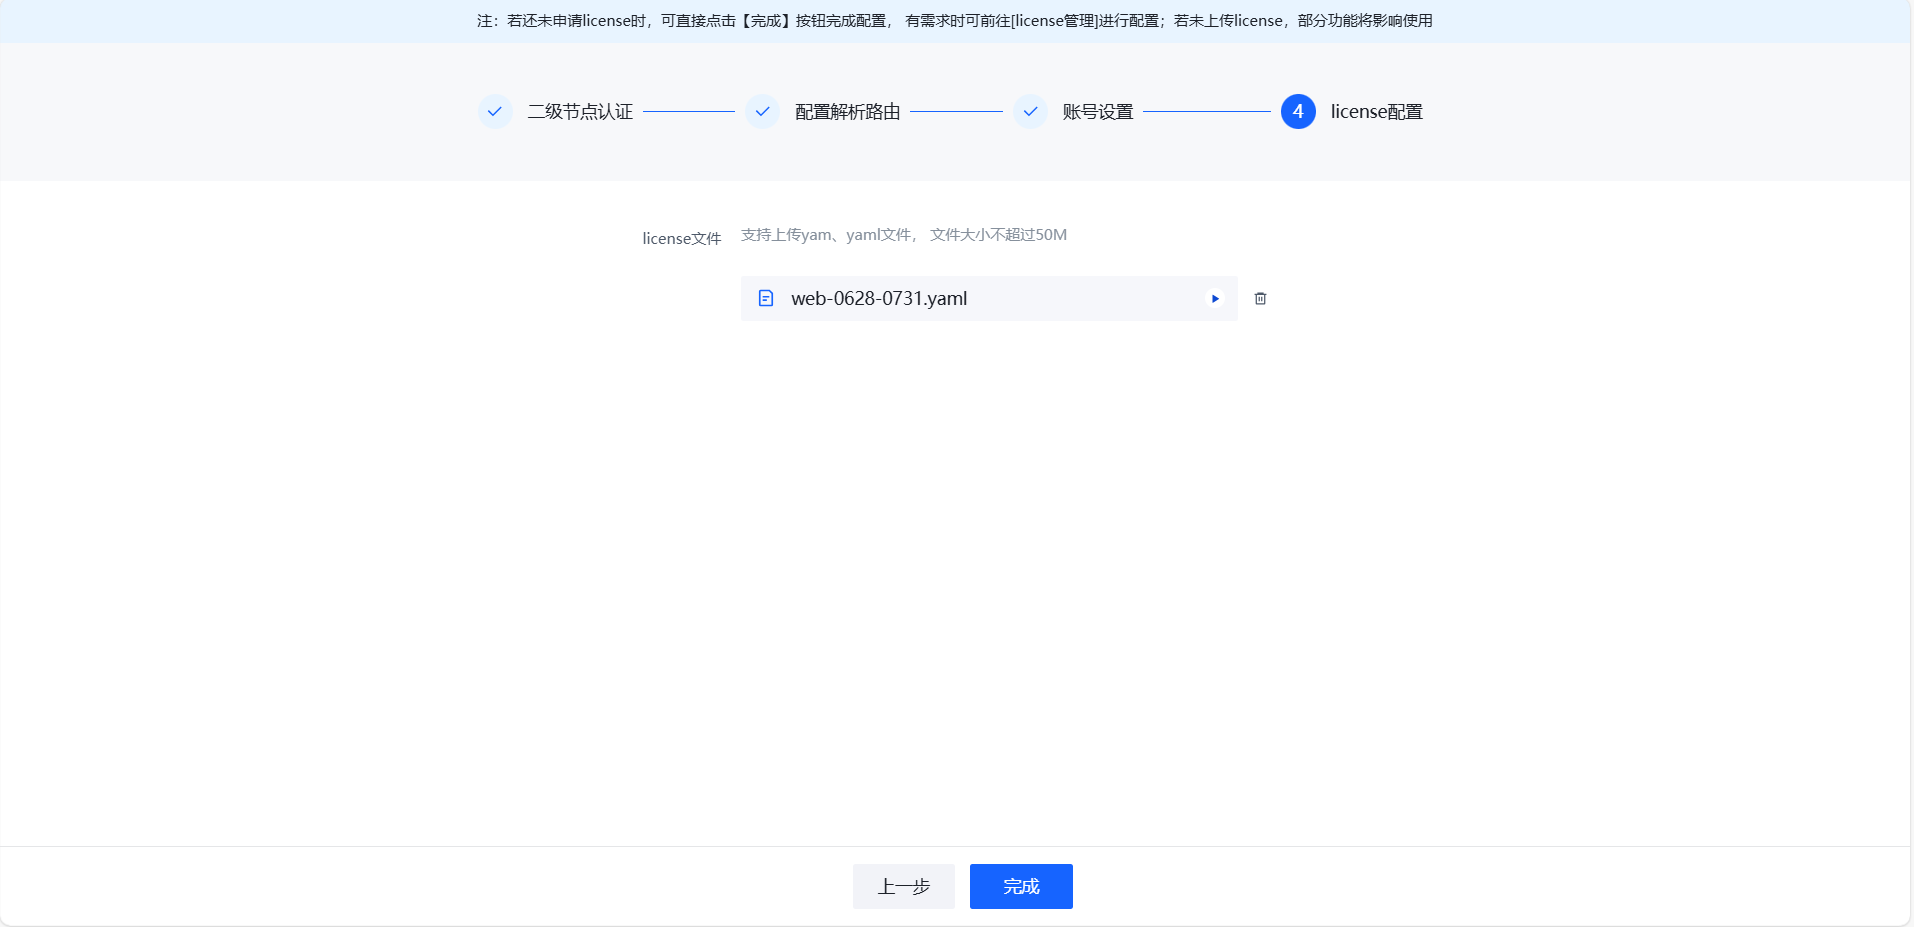 注：若还未申请license时，可直接点击【完成】按钮完成配置， 有需求时可前往[license管理]进行配置；若未上传license，部分功能将影响使用
二级节点认证 配置解析路由 账号设置 4 license配置
license文件 支持上传yam、yaml文件， 文件大小不超过50M
web-0628-0731.yaml
上一步 完成